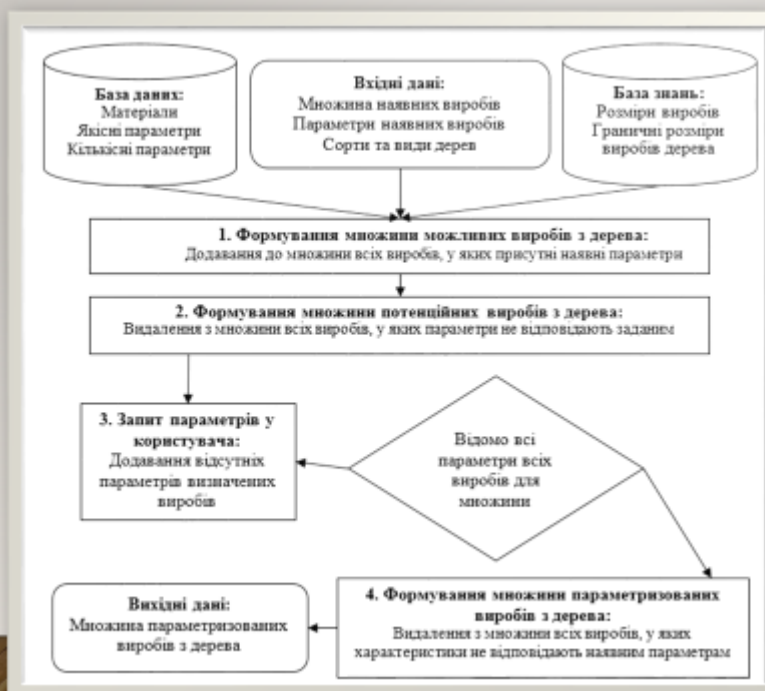 База даних:
Матеріали
Якісні параметри
Кількісні параметри
Вхідні дані:
Множина наявних виробів
Параметри наявних виробів
Сорти та види дерев
База знань:
Розміри виробів
Граничні розміри
виробів дерева
1. Формування множини можливих виробів з дерева:
Додавання до множини всіх виробів, у яких присутні наявні параметри
2. Формування множини потенційних виробів з дерева:
Видалення з множини всіх виробів, у яких параметри не відповідають заданим
3. Запит параметрів у
користувача:
Додавання відсутніх
параметрів визначених
виробів
Відомо всі
параметри всіх
виробів для
множини
4. Формування множини параметризованих
виробів з дерева:
Видалення з множини всіх виробів, у яких
характеристики не відповідають наявним параметрам
Вихідні дані:
Множина параметризованих
виробів з дерева